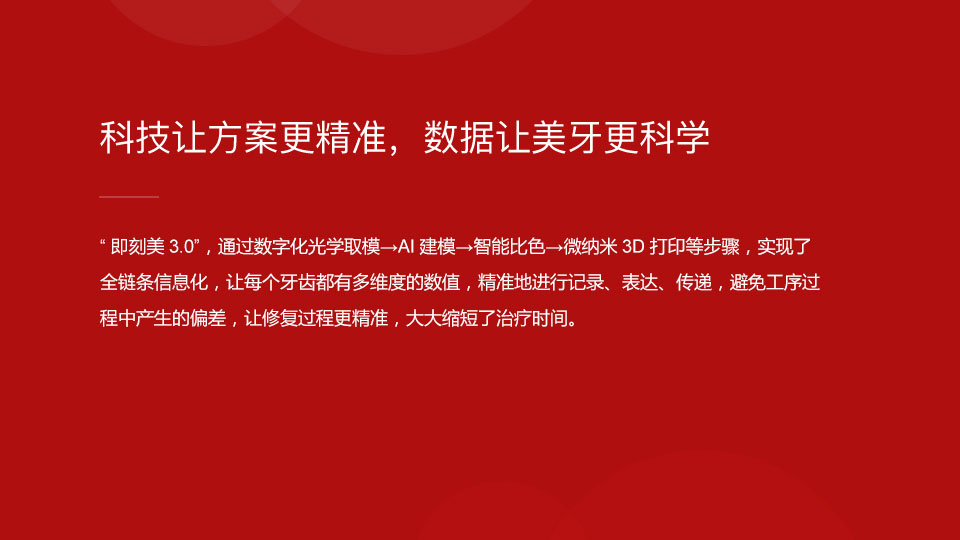 科技让方案更精准，数据让美牙更科学
“ 即刻美 3.0”，通过数字化光学取模→AI 建模→智能比色→微纳米 3D 打印等步骤，实现了
全链条信息化，让每个牙齿都有多维度的数值，精准地进行记录、表达、传递，避免工序过
程中产生的偏差，让修复过程更精准，大大缩短了治疗时间。